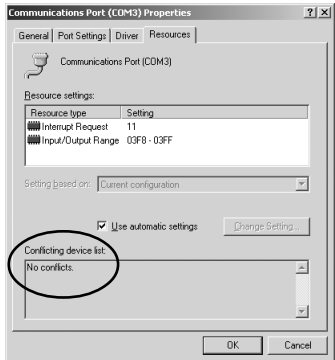 Communications Port (COM3) Properties ? X
General Port Settings Driver Resources
Communications Port (COM3)
Resource settings:
Resource type Setting
Interrupt Request 11
Input/Output Range 03F8 - 03FF
Setting based on: Current configuration
Use automatic settings Change Setting...
Conflicting device list:
No conflicts.
OK Cancel